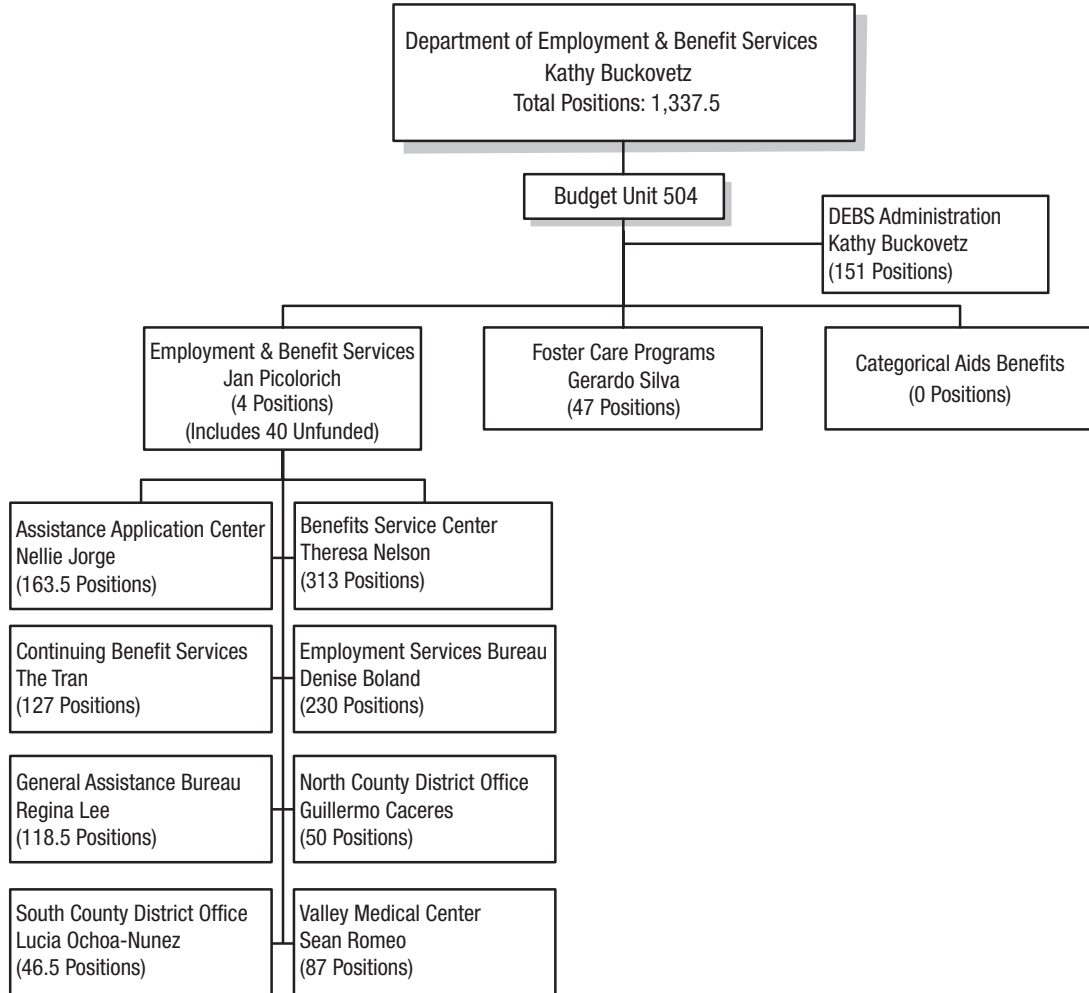 Department of Employment & Benefit Services
Kathy Buckovetz
Total Positions: 1,337.5
Budget Unit 504
DEBS Administration
Kathy Buckovetz
(151 Positions)
Employment & Benefit Services
Jan Picolorich
(4 Positions)
(Includes 40 Unfunded)
Foster Care Programs
Gerardo Silva
(47 Positions)
Categorical Aids Benefits
(0 Positions)
Assistance Application Center
Nellie Jorge
(163.5 Positions)
Benefits Service Center
Theresa Nelson
(313 Positions)
Continuing Benefit Services
The Tran
(127 Positions)
Employment Services Bureau
Denise Boland
(230 Positions)
General Assistance Bureau
Regina Lee
(118.5 Positions)
North County District Office
Guillermo Caceres
(50 Positions)
South County District Office
Lucia Ochoa-Nunez
(46.5 Positions)
Valley Medical Center
Sean Romeo
(87 Positions)